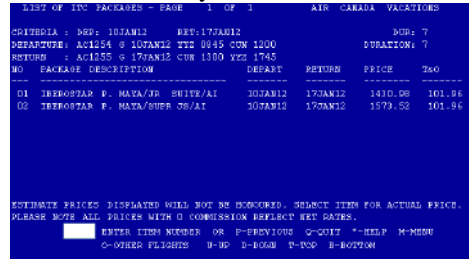 LIST OF ITC PACKAGES - PAGE 1 OF 1 AIR CANADA VACATIONS
CRITERIA : DEP: 10JAN12 RET:17JAN12 DUR: 7
DEPARTURE: AC1254 G 10JAN12 YYZ 0845 CUN 1200 DURATION: 7
RETURN : AC1255 G 17JAN12 CUN 1300 YYZ 1745
NO PACKAGE DESCRIPTION DEPART RETURN PRICE T&O
01 IBEROSTAR P. MAYA/JR SUITE/AI 10JAN12 17JAN12 1430.98 101.96
02 IBEROSTAR P. MAYA/SUPR JS/AI 10JAN12 17JAN12 1573.52 101.96
ESTIMATE PRICES DISPLAYED WILL NOT BE HONOURED. SELECT ITEM FOR ACTUAL PRICE.
PLEASE NOTE ALL PRICES WITH 0 COMMISSION REFLECT NET RATES.
ENTER ITEM NUMBER OR P-PREVIOUS Q-QUIT *-HELP M-MENU
O-OTHER FLIGHTS U-UP D-DOWN T-TOP B-BOTTOM